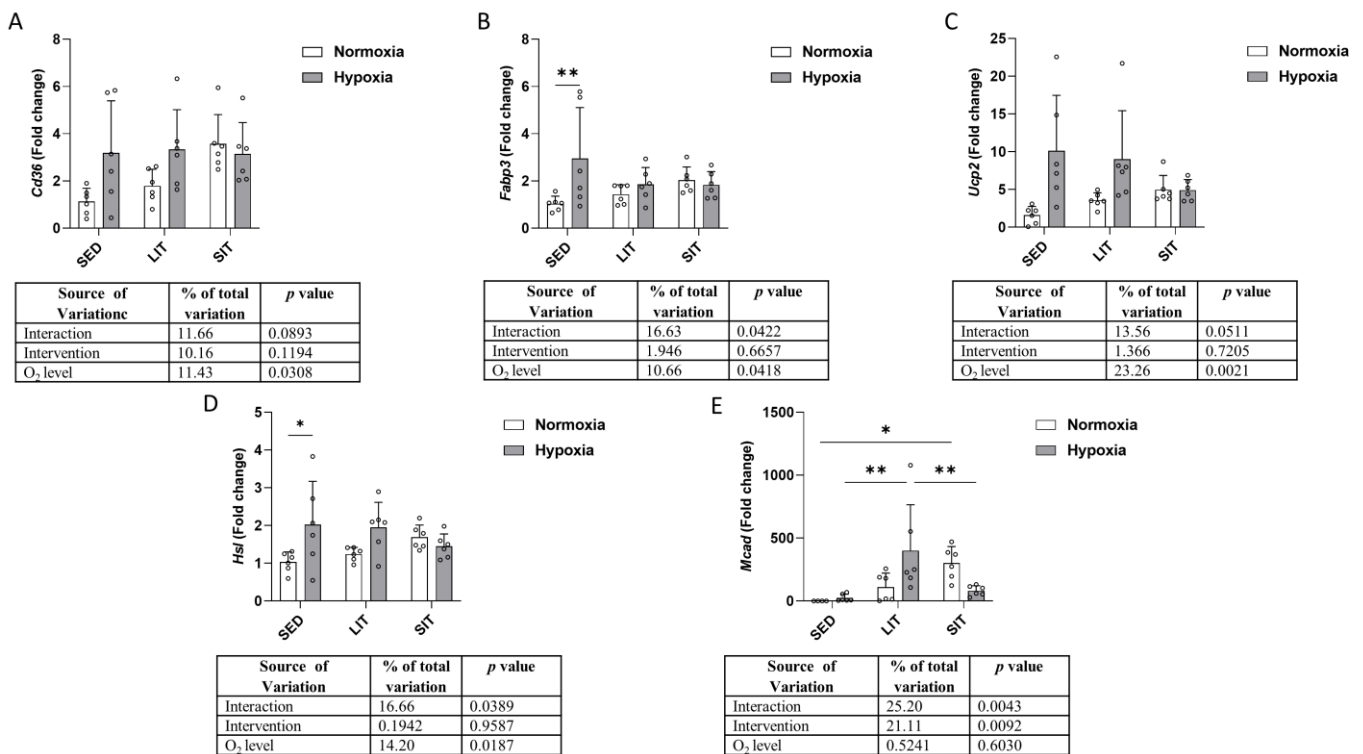 A
Cd36 (Fold change)
8
6
4
2
0
Normoxia
Hypoxia
SED
LIT
SIT
Source of Variationc | % of total variation | p value
Interaction | 11.66 | 0.0893
Intervention | 10.16 | 0.1194
O₂ level | 11.43 | 0.0308
B
Fabp3 (Fold change)
8
6
4
2
0
**
Normoxia
Hypoxia
SED
LIT
SIT
Source of Variation | % of total variation | p value
Interaction | 16.63 | 0.0422
Intervention | 1.946 | 0.6657
O₂ level | 10.66 | 0.0418
C
Ucp2 (Fold change)
25
20
15
10
5
0
Normoxia
Hypoxia
SED
LIT
SIT
Source of Variation | % of total variation | p value
Interaction | 13.56 | 0.0511
Intervention | 1.366 | 0.7205
O₂ level | 23.26 | 0.0021
D
Hsl (Fold change)
5
4
3
2
1
0
*
Normoxia
Hypoxia
SED
LIT
SIT
Source of Variation | % of total variation | p value
Interaction | 16.66 | 0.0389
Intervention | 0.1942 | 0.9587
O₂ level | 14.20 | 0.0187
E
Mcad (Fold change)
1500
1000
500
0
*
**
**
Normoxia
Hypoxia
SED
LIT
SIT
Source of Variation | % of total variation | p value
Interaction | 25.20 | 0.0043
Intervention | 21.11 | 0.0092
O₂ level | 0.5241 | 0.6030